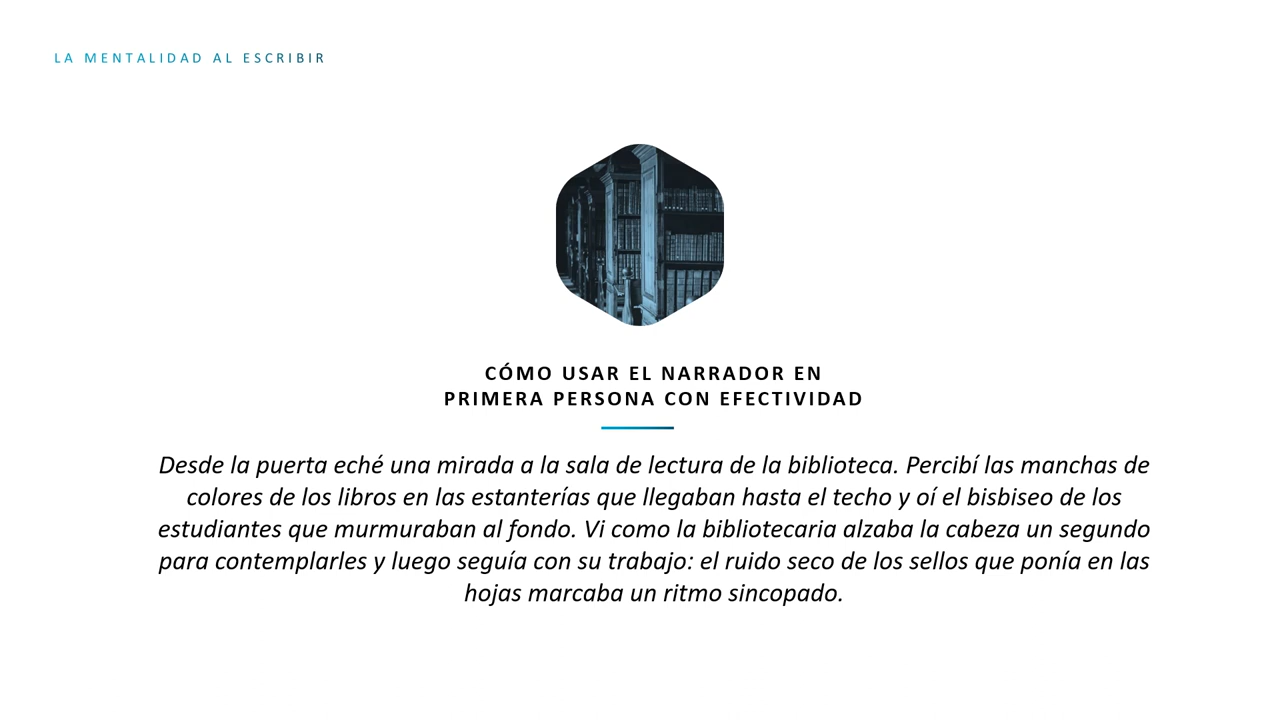 LA MENTALIDAD AL ESCRIBIR
CÓMO USAR EL NARRADOR EN
PRIMERA PERSONA CON EFECTIVIDAD
Desde la puerta eché una mirada a la sala de lectura de la biblioteca. Percibí las manchas de
colores de los libros en las estanterías que llegaban hasta el techo y oí el bisbiseo de los
estudiantes que murmuraban al fondo. Vi como la bibliotecaria alzaba la cabeza un segundo
para contemplarles y luego seguía con su trabajo: el ruido seco de los sellos que ponía en las
hojas marcaba un ritmo sincopado.